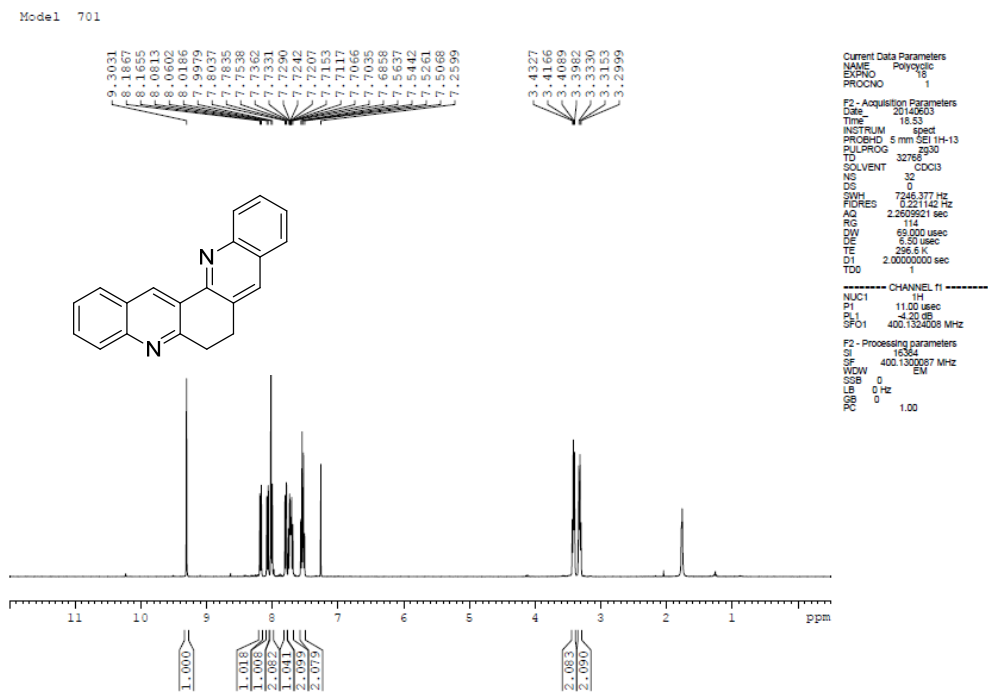 Model 701
9.3031
8.1867
8.1655
8.0813
8.0602
8.0186
7.9979
7.8037
7.7835
7.7538
7.7362
7.7331
7.7290
7.7242
7.7207
7.7153
7.7117
7.7066
7.7035
7.6858
7.5637
7.5442
7.5261
7.5068
7.2599
3.4327
3.4166
3.4089
3.3982
3.3330
3.3153
3.2999
Current Data Parameters
NAME Polycyclic
EXPNO 18
PROCNO 1
F2 - Acquisition Parameters
Date_ 20140603
Time 18.53
INSTRUM spect
PROBHD 5 mm SEI 1H-13
PULPROG zg30
TD 32768
SOLVENT CDCl3
NS 32
DS 0
SWH 7246.377 Hz
FIDRES 0.221142 Hz
AQ 2.2609921 sec
RG 114
DW 69.000 usec
DE 6.50 usec
TE 296.6 K
D1 2.00000000 sec
TD0 1
======== CHANNEL f1 =========
NUC1 1H
P1 11.00 usec
PL1 -4.20 dB
SFO1 400.1324008 MHz
F2 - Processing parameters
SI 16384
SF 400.1300087 MHz
WDW EM
SSB 0
LB 0 Hz
GB 0
PC 1.00
N
N
11 10 9 8 7 6 5 4 3 2 1 ppm
1.000
1.018
1.008
2.082
1.041
2.099
2.079
2.083
2.090